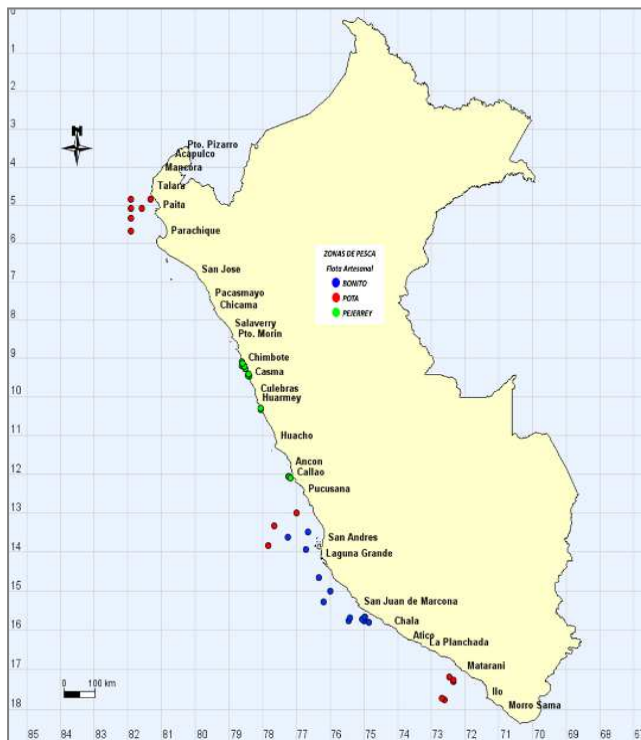 0
1
2
3
4
5
6
7
8
9
10
11
12
13
14
15
16
17
18
N
Pto. Pizarro
Acapulco
Mancora
Talara
Paita
Parachique
San Jose
Pacasmayo
Chicama
Salaverry
Pto. Morin
Chimbote
Casma
Culebras
Huarmey
Huacho
Ancon
Callao
Pucusana
San Andres
Laguna Grande
San Juan de Marcona
Chala
Atico
La Planchada
Matarani
Ilo
Morro Sama
ZONAS DE PESCA
Flota Artesanal
BONITO
POTA
PEJERREY
0 100 km
85 84 83 82 81 80 79 78 77 76 75 74 73 72 71 70 69 68